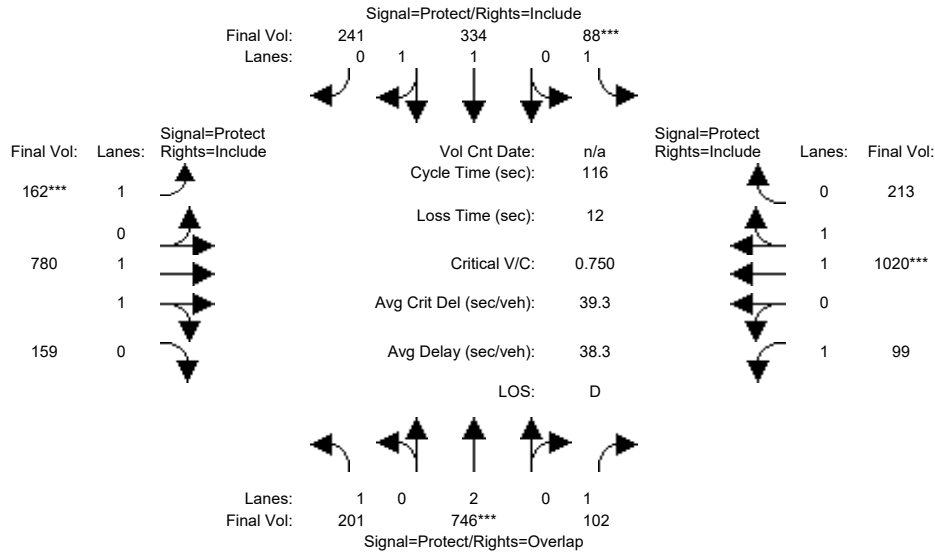 Signal=Protect/Rights=Include
Final Vol: 241 334 88***
Lanes: 0 1 1 0 1
Signal=Protect Signal=Protect
Final Vol: Lanes: Rights=Include Vol Cnt Date: n/a Rights=Include Lanes: Final Vol:
Cycle Time (sec): 116
162*** 1 0 213
Loss Time (sec): 12
0 1
780 1 Critical V/C: 0.750 1 1020***
1 Avg Crit Del (sec/veh): 39.3 0
159 0 Avg Delay (sec/veh): 38.3 1 99
LOS: D
Lanes: 1 0 2 0 1
Final Vol: 201 746*** 102
Signal=Protect/Rights=Overlap